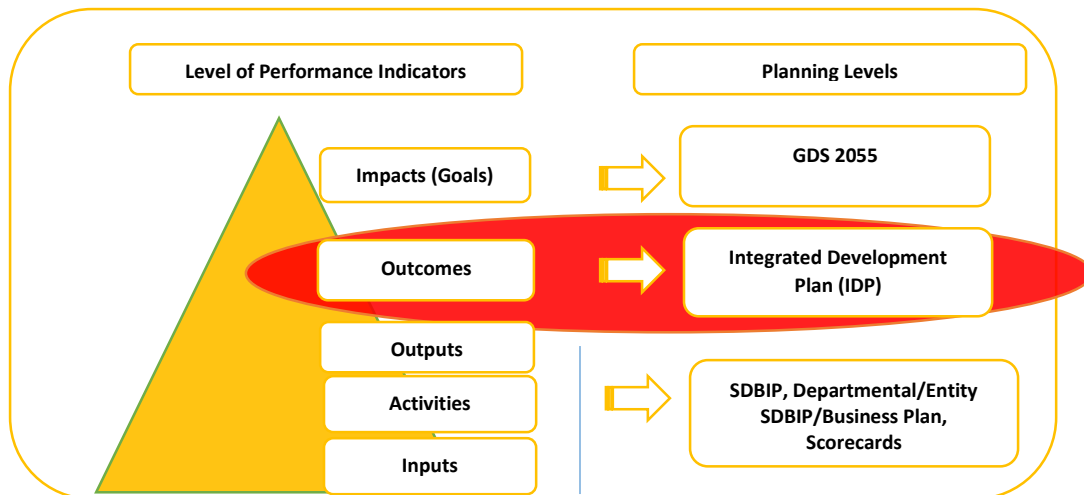 Level of Performance Indicators
Planning Levels
Impacts (Goals)
GDS 2055
Outcomes
Integrated Development
Plan (IDP)
Outputs
Activities
Inputs
SDBIP, Departmental/Entity
SDBIP/Business Plan,
Scorecards